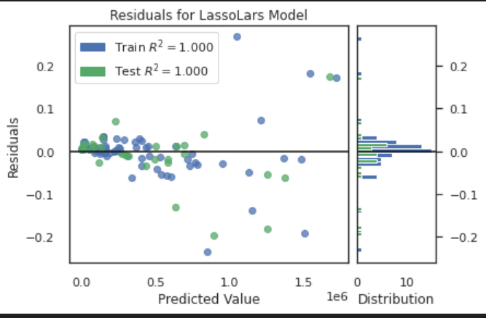 Residuals for LassoLars Model
Train R² = 1.000
Test R² = 1.000
Residuals
0.2
0.1
0.0
−0.1
−0.2
0.2
0.1
0.0
−0.1
−0.2
0.0 0.5 1.0 1.5
1e6
Predicted Value
0 10
Distribution